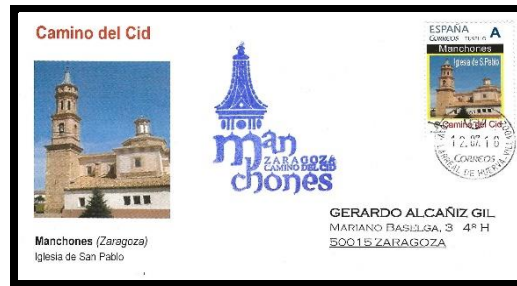 Camino del Cid
ESPAÑA
A
CORREOS
Manchones
Iglesia de S. Pablo
Camino del Cid
12.07.16
CORREOS
man
ZARAGOZA
CAMINO DEL CID
chones
GERARDO ALCAÑIZ GIL
MARIANO BASELGA, 3 4º H
50015 ZARAGOZA
Manchones (Zaragoza)
Iglesia de San Pablo